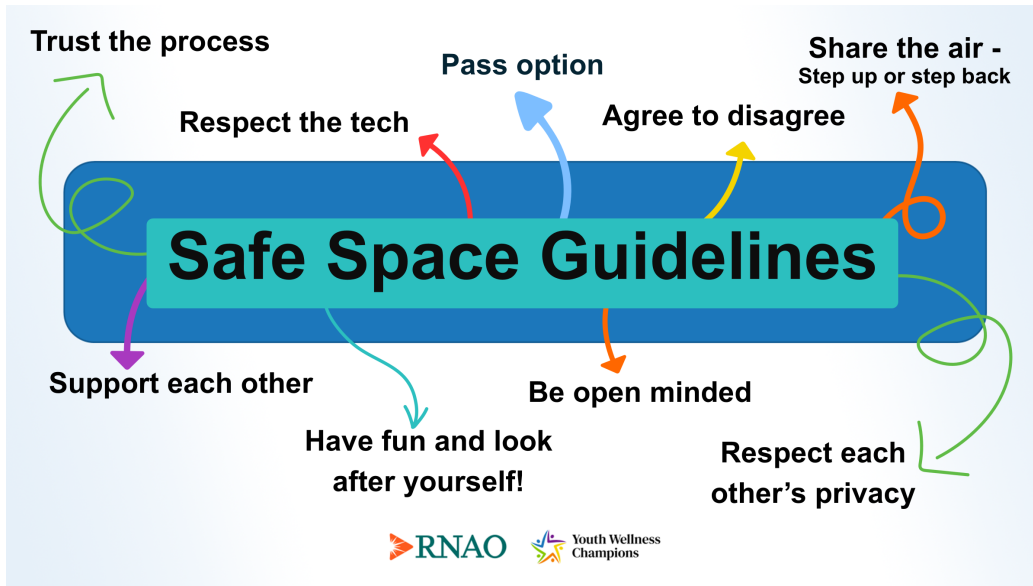 Trust the process
Respect the tech
Pass option
Agree to disagree
Share the air -
Step up or step back
Safe Space Guidelines
Support each other
Have fun and look
after yourself!
Be open minded
Respect each
other’s privacy
RNAO
Youth Wellness
Champions